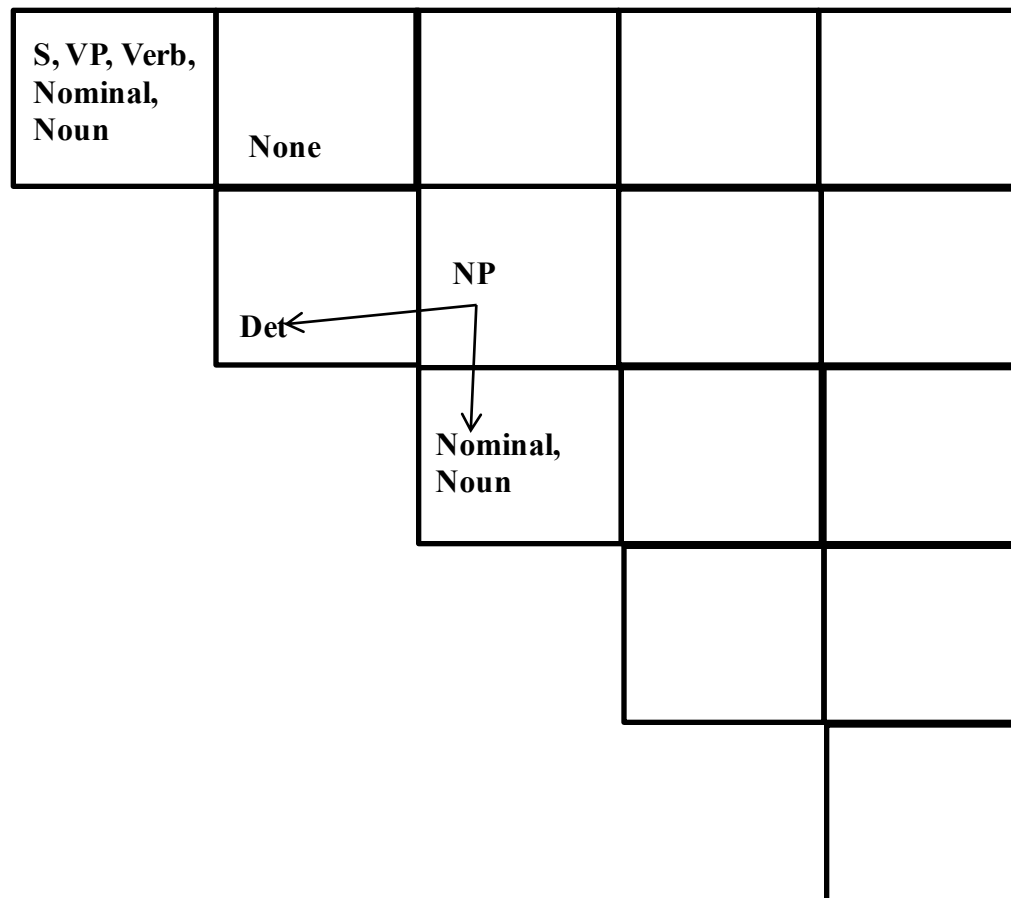 S, VP, Verb,
Nominal,
Noun
None
NP
Det
Nominal,
Noun